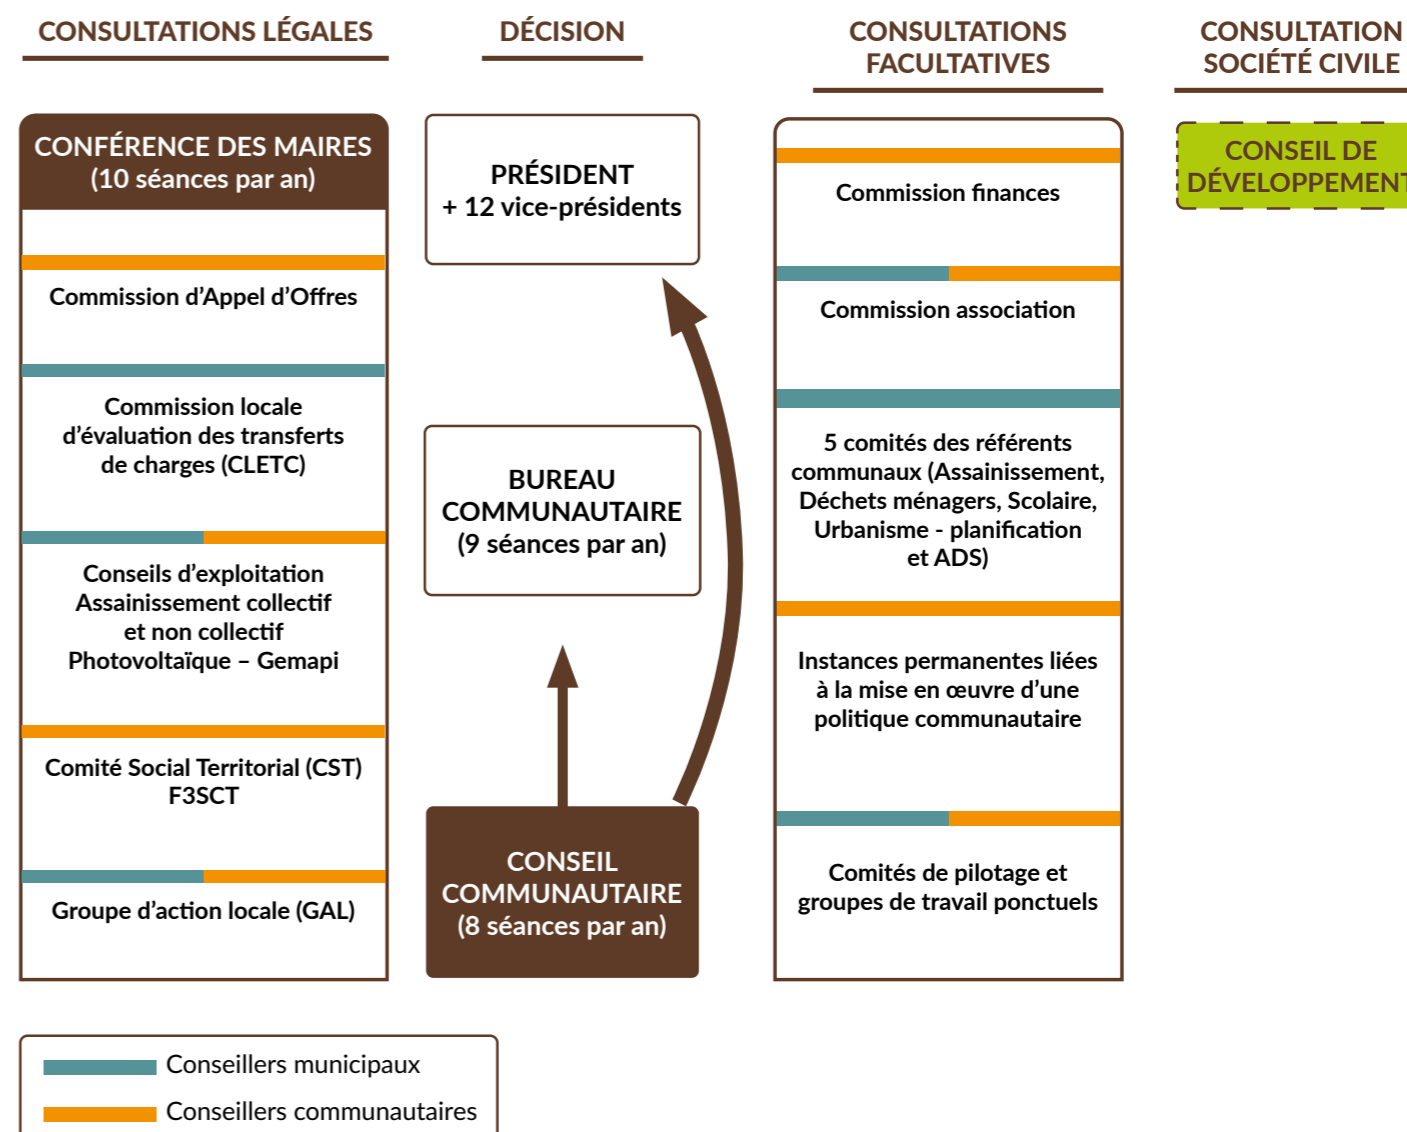 CONSULTATIONS LÉGALES
CONFÉRENCE DES MAIRES
(10 séances par an)
Commission d’Appel d’Offres
Commission locale
d’évaluation des transferts
de charges (CLETC)
Conseils d’exploitation
Assainissement collectif
et non collectif
Photovoltaïque – Gemapi
Comité Social Territorial (CST)
F3SCT
Groupe d’action locale (GAL)
DÉCISION
PRÉSIDENT
+ 12 vice-présidents
BUREAU
COMMUNAUTAIRE
(9 séances par an)
CONSEIL
COMMUNAUTAIRE
(8 séances par an)
CONSULTATIONS
FACULTATIVES
Commission finances
Commission association
5 comités des référents
communaux (Assainissement,
Déchets ménagers, Scolaire,
Urbanisme - planification
et ADS)
Instances permanentes liées
à la mise en œuvre d’une
politique communautaire
Comités de pilotage et
groupes de travail ponctuels
CONSULTATION
SOCIÉTÉ CIVILE
CONSEIL DE
DÉVELOPPEMENT
Conseillers municipaux
Conseillers communautaires